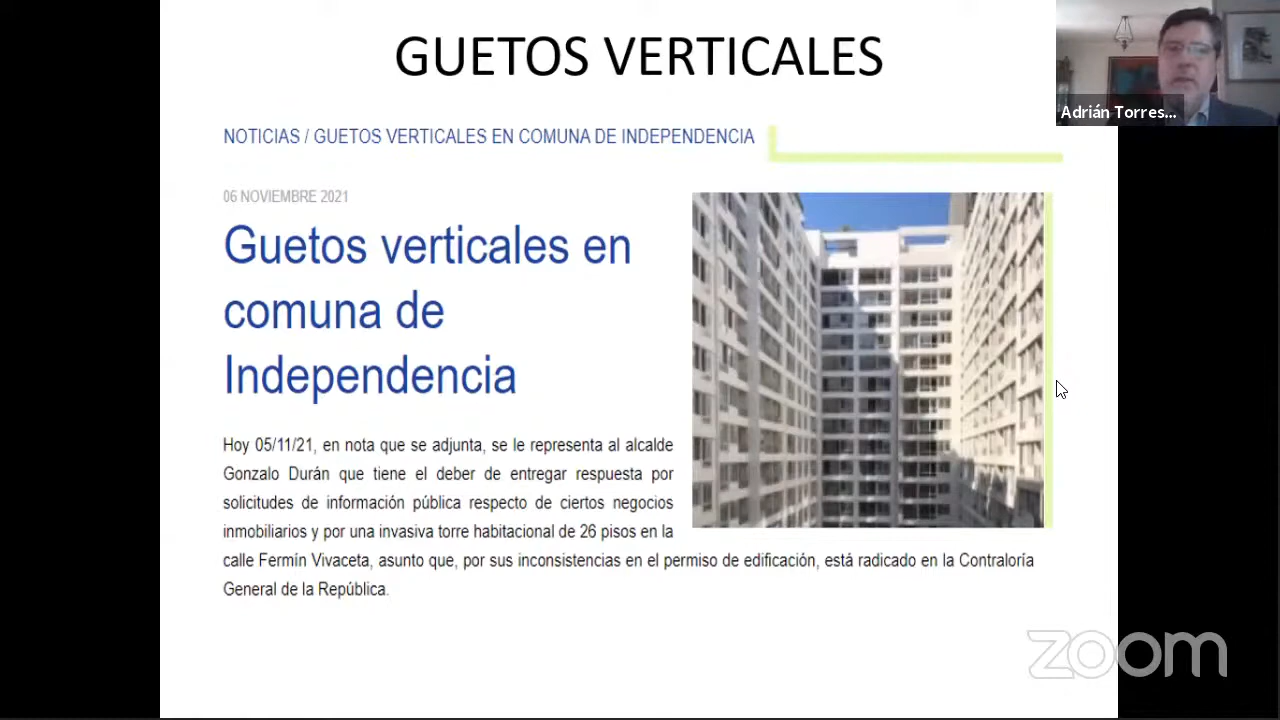 GUETOS VERTICALES
Adrián Torres...
NOTICIAS / GUETOS VERTICALES EN COMUNA DE INDEPENDENCIA
06 NOVIEMBRE 2021
Guetos verticales en
comuna de
Independencia
Hoy 05/11/21, en nota que se adjunta, se le representa al alcalde
Gonzalo Durán que tiene el deber de entregar respuesta por
solicitudes de información pública respecto de ciertos negocios
inmobiliarios y por una invasiva torre habitacional de 26 pisos en la
calle Fermín Vivaceta, asunto que, por sus inconsistencias en el permiso de edificación, está radicado en la Contraloría
General de la República.
zoom